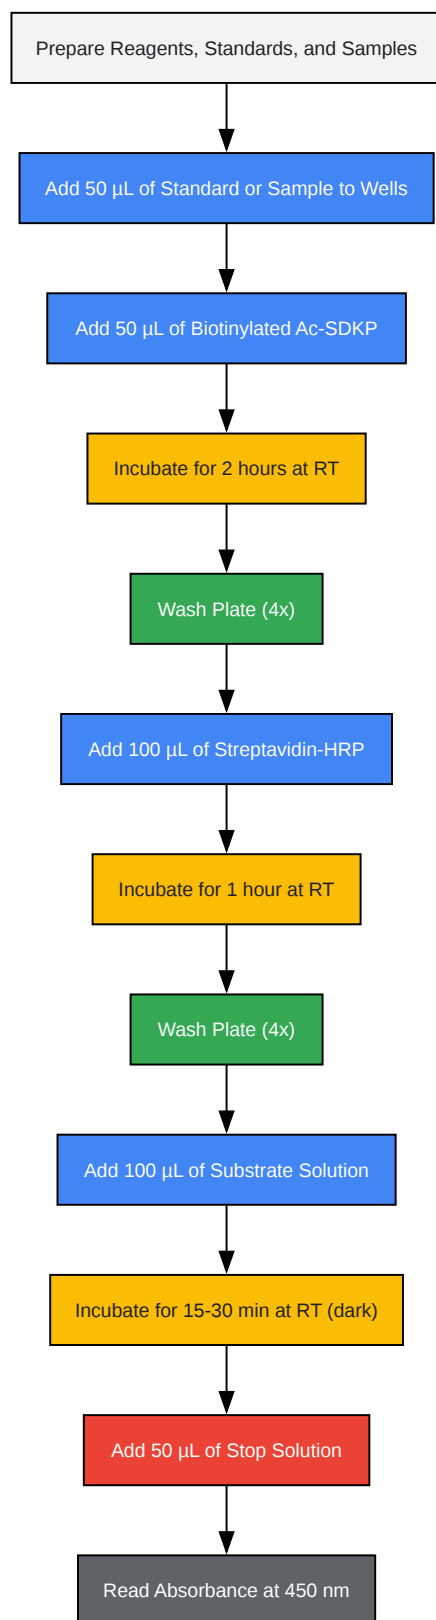 Prepare Reagents, Standards, and Samples
Add 50 µL of Standard or Sample to Wells
Add 50 µL of Biotinylated Ac-SDKP
Incubate for 2 hours at RT
Wash Plate (4x)
Add 100 µL of Streptavidin-HRP
Incubate for 1 hour at RT
Wash Plate (4x)
Add 100 µL of Substrate Solution
Incubate for 15-30 min at RT (dark)
Add 50 µL of Stop Solution
Read Absorbance at 450 nm